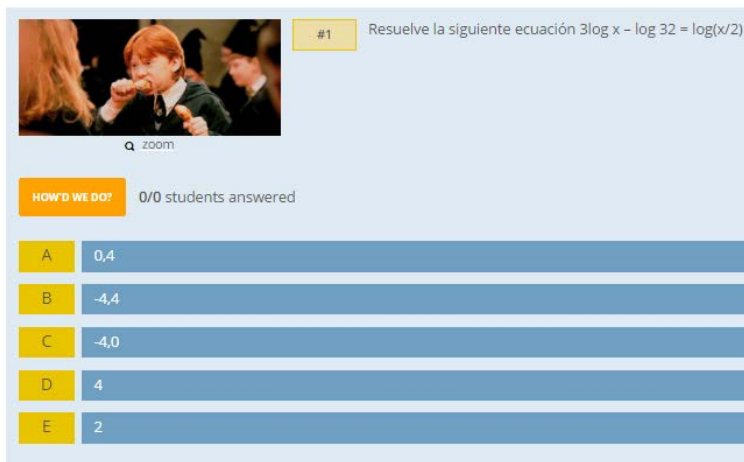 #1
Resuelve la siguiente ecuación 3log x – log 32 = log(x/2)
zoom
HOW'D WE DO?
0/0 students answered
A
0,4
B
-4,4
C
-4,0
D
4
E
2